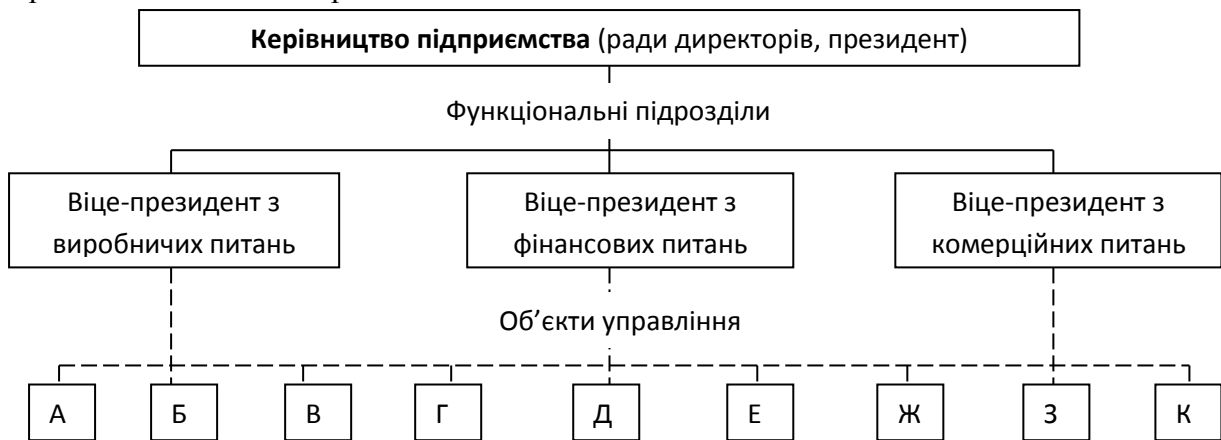 Керівництво підприємства (ради директорів, президент)
Функціональні підрозділи
Віце-президент з
виробничих питань
Віце-президент з
фінансових питань
Віце-президент з
комерційних питань
Об’єкти управління
А Б В Г Д Е Ж З К